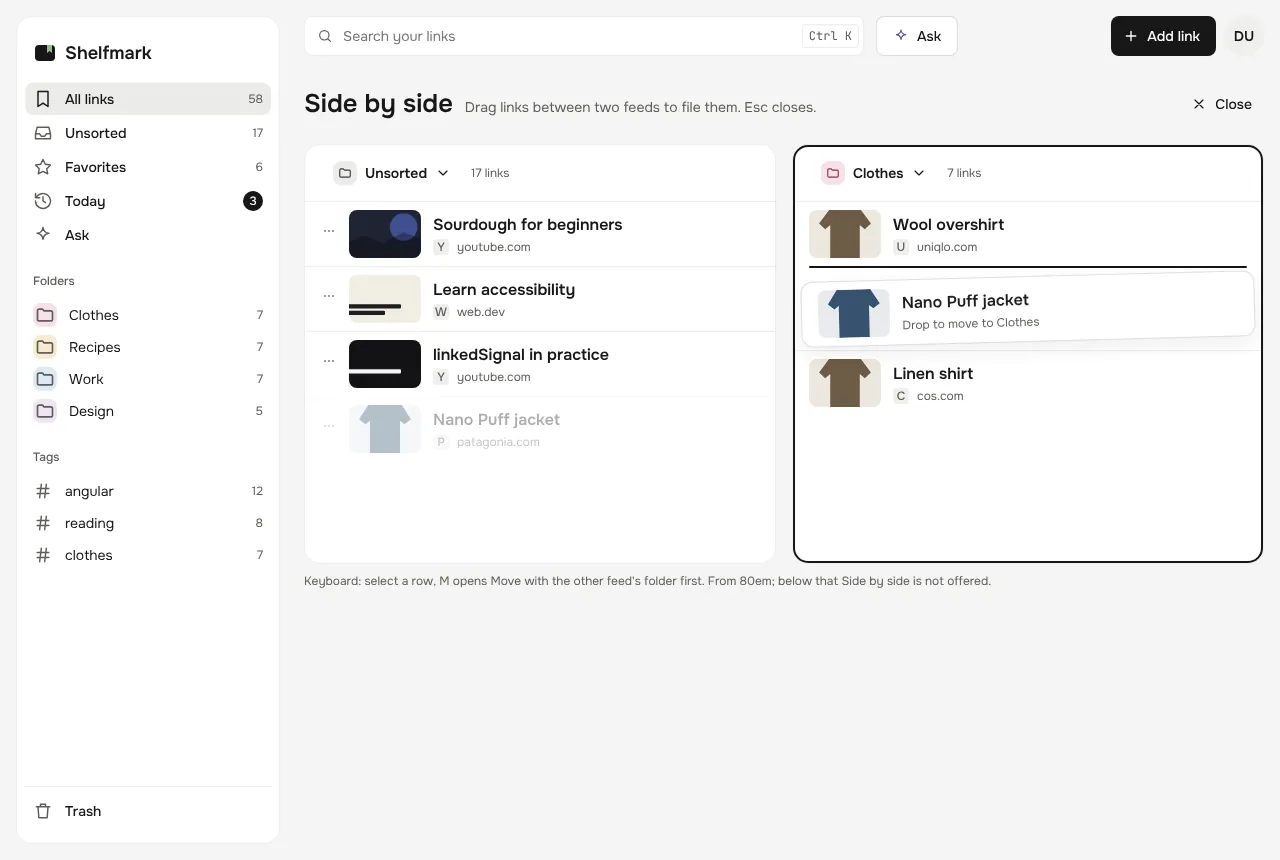 Shelfmark
All links 58
Unsorted 17
Favorites 6
Today 3
Ask
Folders
Clothes 7
Recipes 7
Work 7
Design 5
Tags
angular 12
reading 8
clothes 7
Trash
Search your links Ctrl K
Ask
Add link
DU
Side by side Drag links between two feeds to file them. Esc closes.
Close
Unsorted 17 links
Sourdough for beginners
Y youtube.com
Learn accessibility
W web.dev
linkedSignal in practice
Y youtube.com
Nano Puff jacket
P patagonia.com
Clothes 7 links
Wool overshirt
U uniqlo.com
Nano Puff jacket
Drop to move to Clothes
Linen shirt
C cos.com
Keyboard: select a row, M opens Move with the other feed's folder first. From 80em; below that Side by side is not offered.